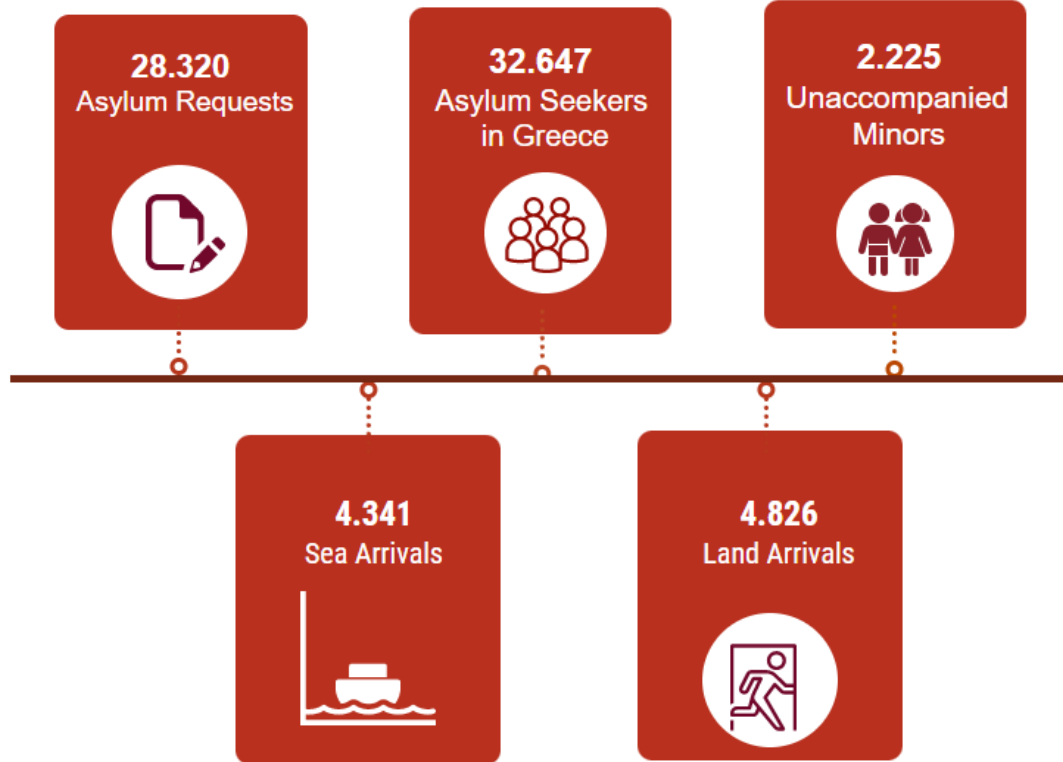 28.320
Asylum Requests
32.647
Asylum Seekers
in Greece
2.225
Unaccompanied
Minors
4.341
Sea Arrivals
4.826
Land Arrivals